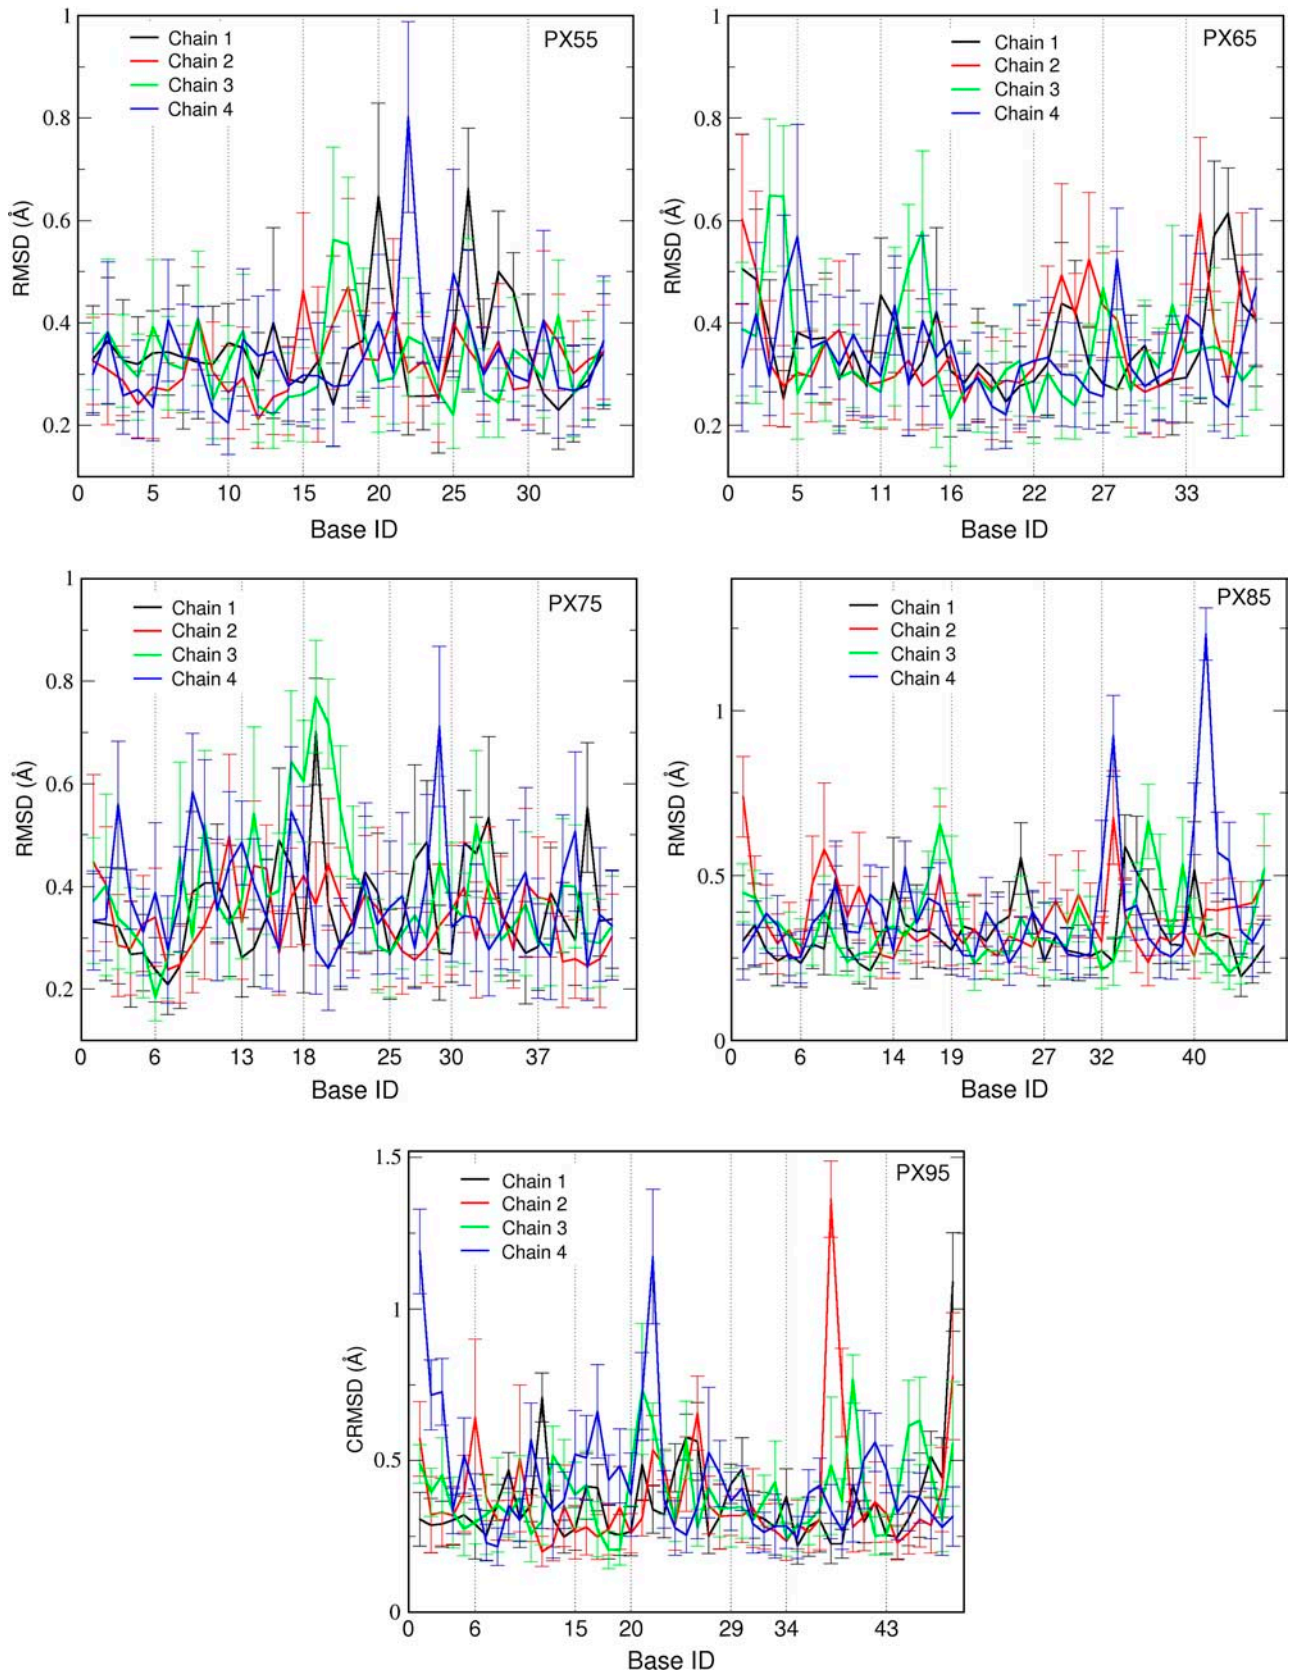 PX55
Chain 1
Chain 2
Chain 3
Chain 4
1
0.8
0.6
0.4
0.2
RMSD (Å)
0 5 10 15 20 25 30
Base ID
PX65
Chain 1
Chain 2
Chain 3
Chain 4
1
0.8
0.6
0.4
0.2
RMSD (Å)
0 5 11 16 22 27 33
Base ID
PX75
Chain 1
Chain 2
Chain 3
Chain 4
1
0.8
0.6
0.4
0.2
RMSD (Å)
0 6 13 18 25 30 37
Base ID
PX85
Chain 1
Chain 2
Chain 3
Chain 4
1
0.5
0
RMSD (Å)
0 6 14 19 27 32 40
Base ID
PX95
Chain 1
Chain 2
Chain 3
Chain 4
1.5
1
0.5
0
CRMSD (Å)
0 6 15 20 29 34 43
Base ID